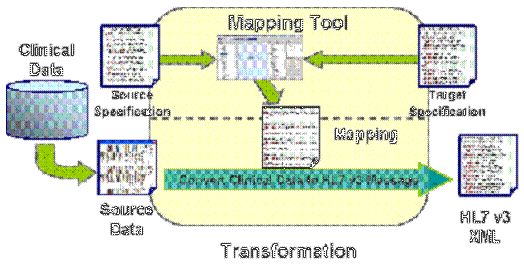 Mapping Tool
Clinical
Data
Source
Specification
Target
Specification
Mapping
Convert Clinical Data to HL7 v3 Message
Source
Data
HL7 v3
XML
Transformation